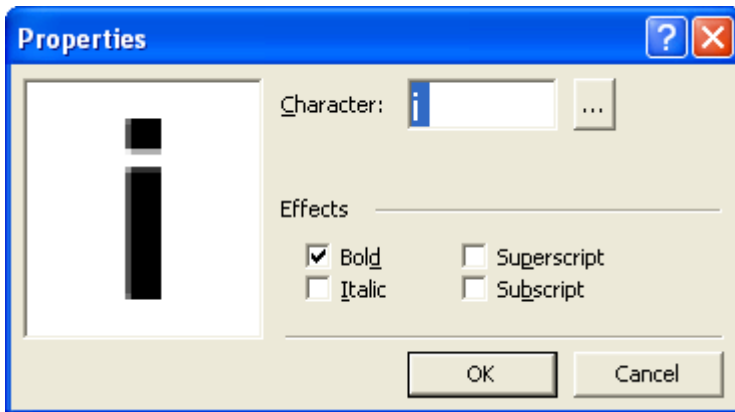 Properties
i
Character: i ...
Effects
Bold Superscript
Italic Subscript
OK Cancel